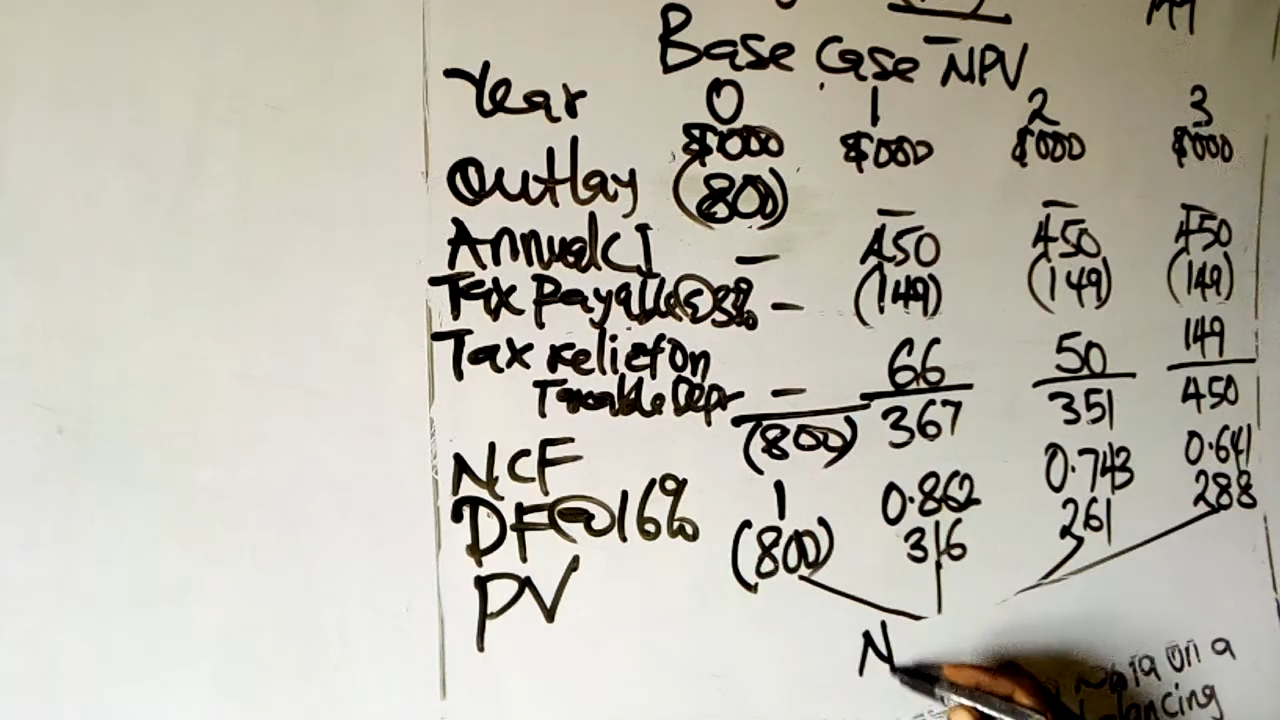 Base Case - NPV
Year 0 1 2 3
$000 $000 $000 $000
Outlay (800) - - -
Annual CI - 450 450 450
Tax payable@33% - (149) (149) (149)
Tax relief on
Taxable Depr - 66 50 149
NCF (800) 367 351 450
DF@16% 1 0.862 0.743 0.641
PV (800) 316 261 288
N
on a